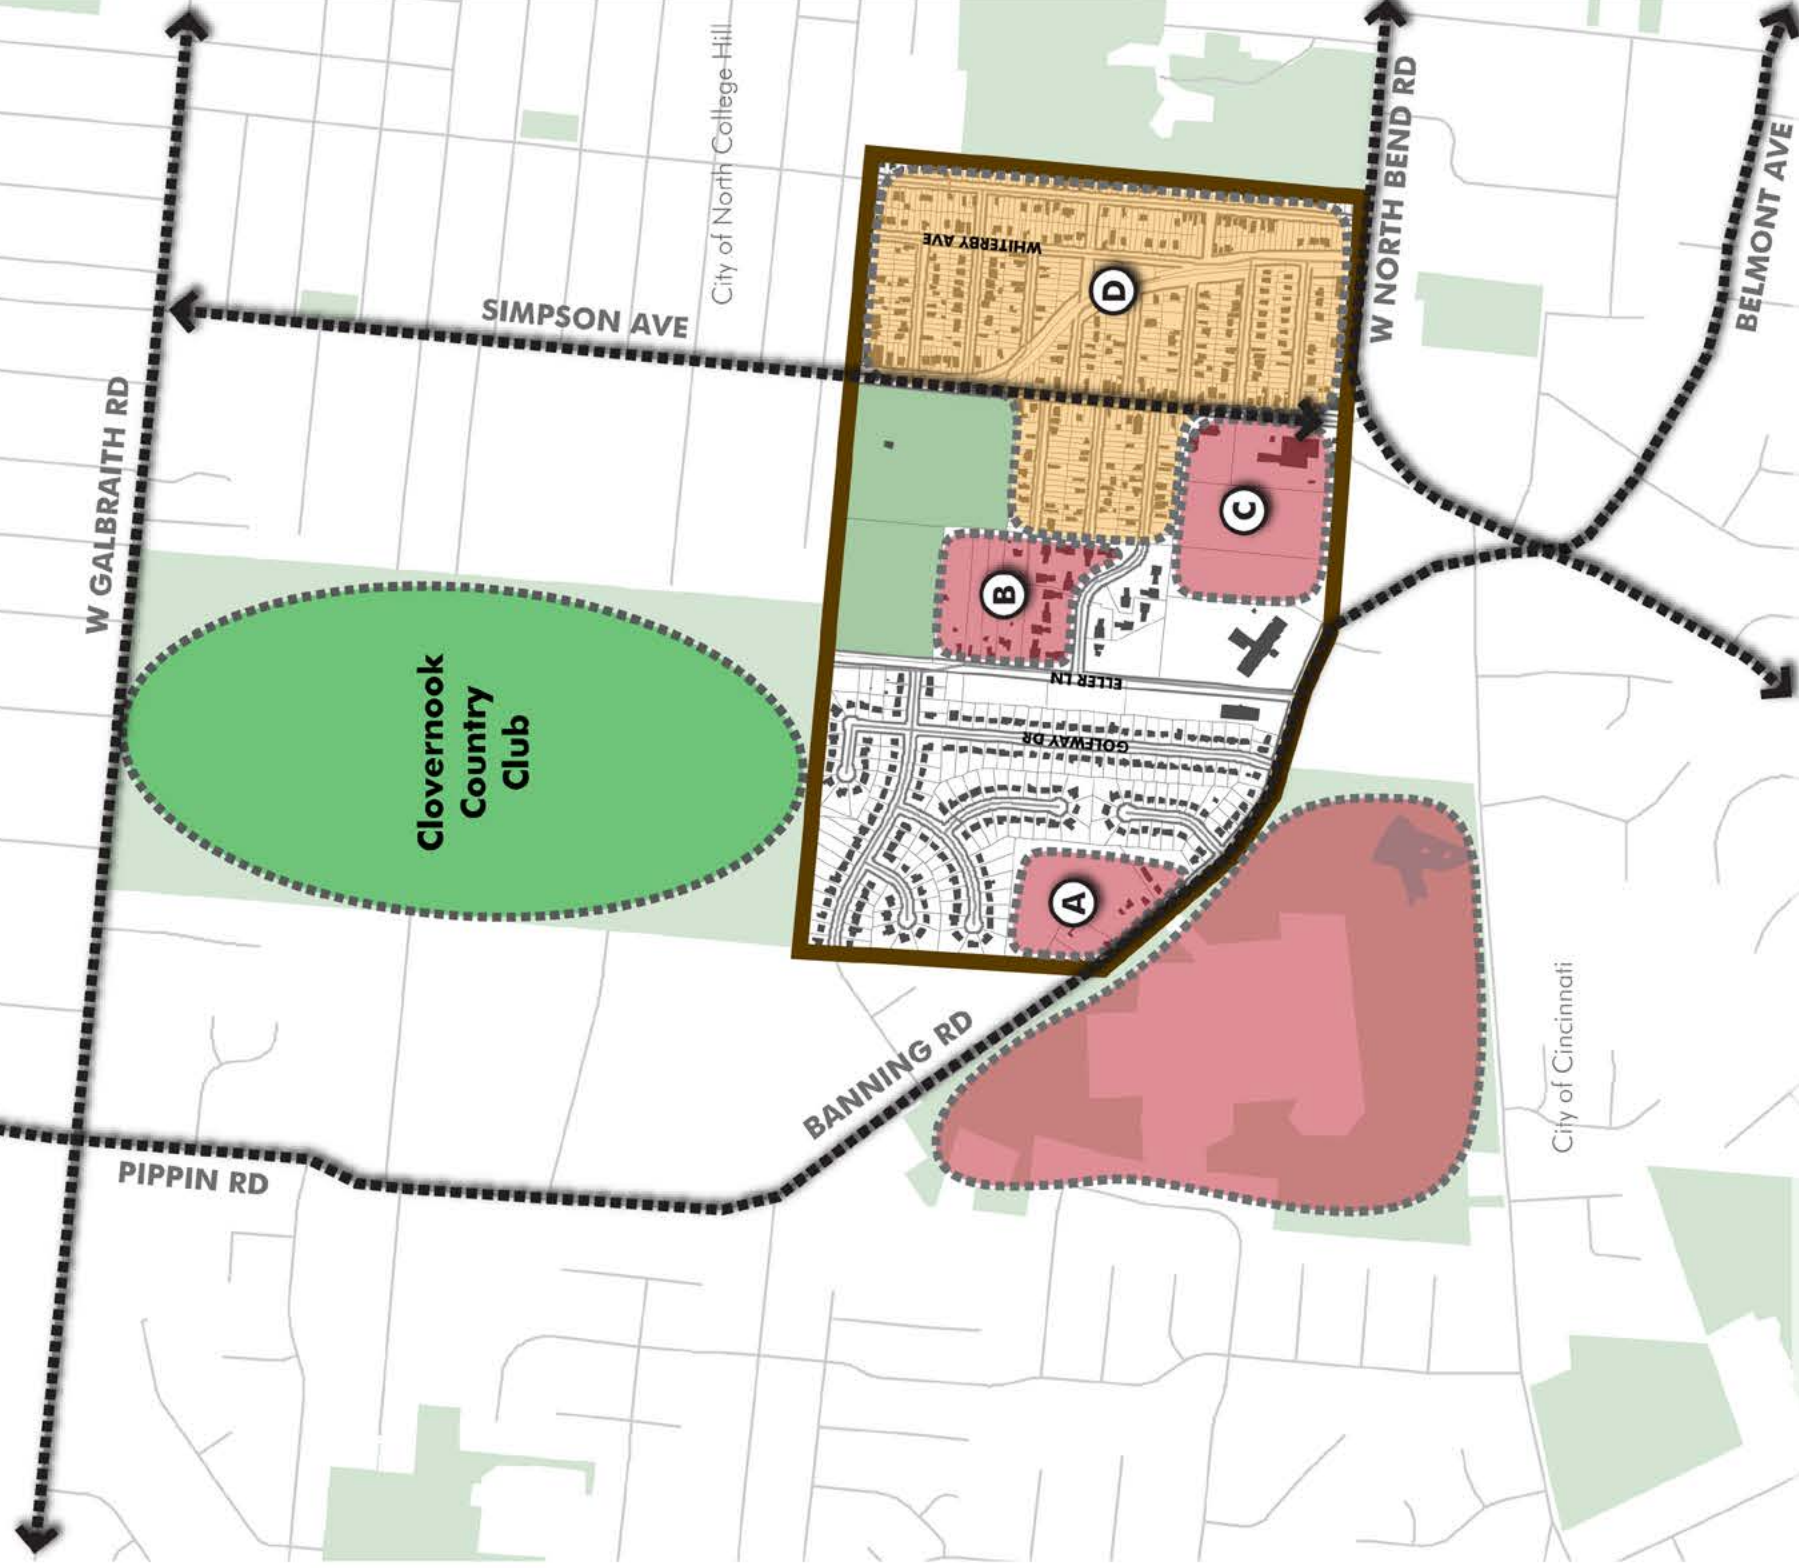 City of North College Hill
W NORTH BEND RD
BELMONT AVE
WHITERBY AVE
D
SIMPSON AVE
W GALBRAITH RD
C
B
ELLER LN
Clovernook
Country
Club
GOLFWAY DR
A
BANNING RD
City of Cincinnati
PIPPIN RD